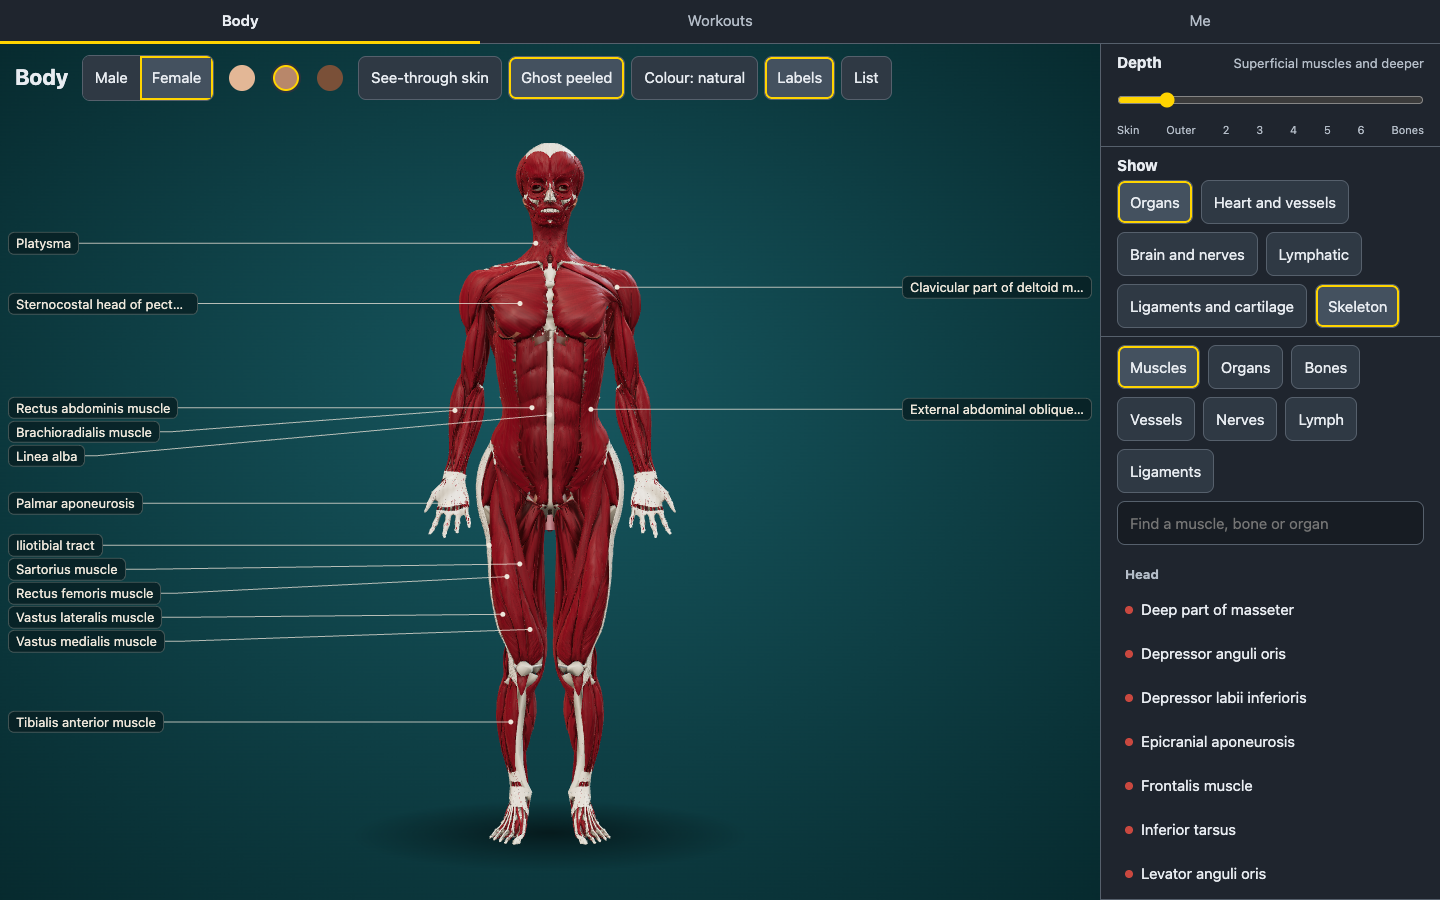 Body
Workouts
Me
Body
Male
Female
See-through skin
Ghost peeled
Colour: natural
Labels
List
Platysma
Sternocostal head of pect...
Rectus abdominis muscle
Brachioradialis muscle
Linea alba
Palmar aponeurosis
Iliotibial tract
Sartorius muscle
Rectus femoris muscle
Vastus lateralis muscle
Vastus medialis muscle
Tibialis anterior muscle
Clavicular part of deltoid m...
External abdominal oblique...
Depth
Superficial muscles and deeper
Skin Outer 2 3 4 5 6 Bones
Show
Organs
Heart and vessels
Brain and nerves
Lymphatic
Ligaments and cartilage
Skeleton
Muscles
Organs
Bones
Vessels
Nerves
Lymph
Ligaments
Find a muscle, bone or organ
Head
Deep part of masseter
Depressor anguli oris
Depressor labii inferioris
Epicranial aponeurosis
Frontalis muscle
Inferior tarsus
Levator anguli oris